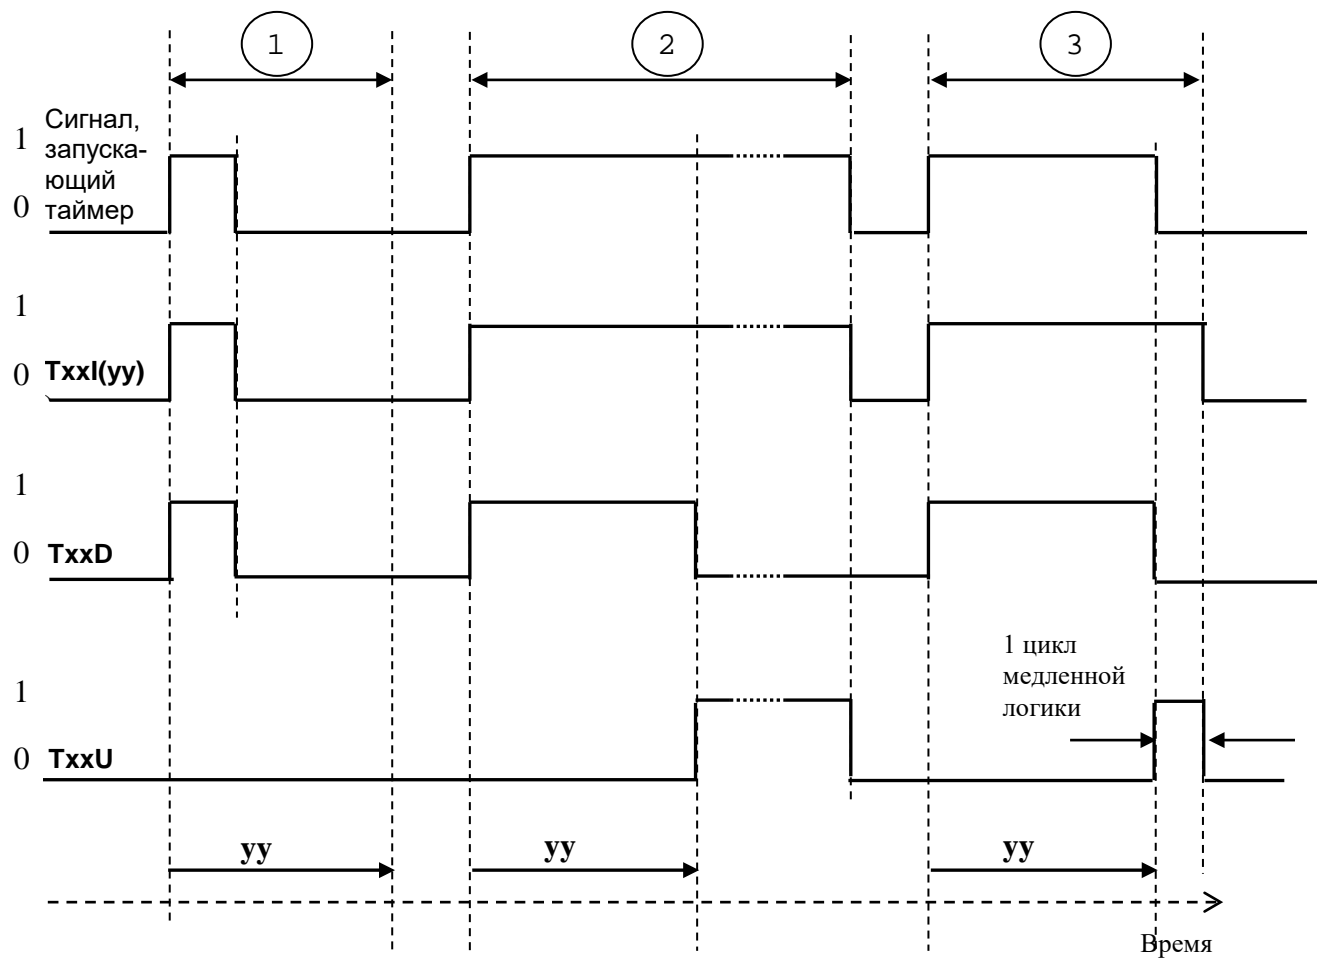 1
2
3
1
Сигнал,
запуска-
ющий
0
таймер
1
0
TxxI(yy)
1
0
TxxD
1 цикл
медленной
логики
1
0
TxxU
yy
yy
yy
Время